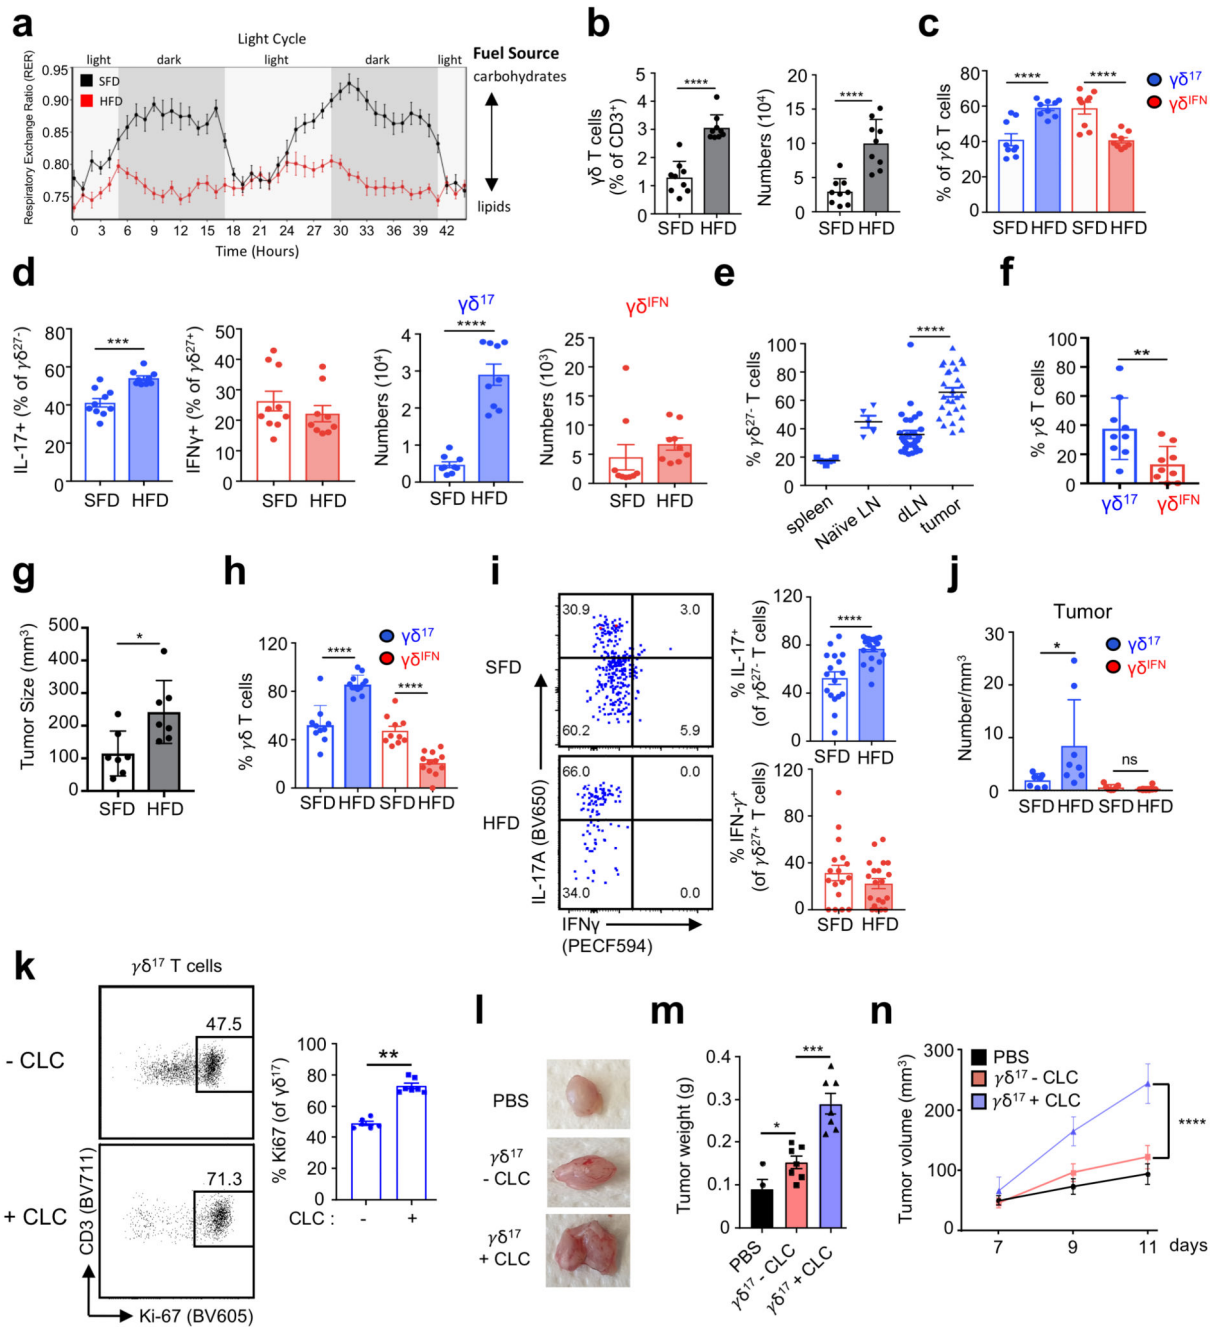 a
Light Cycle
light dark light dark light
Fuel Source
carbohydrates
lipids
Respiratory Exchange Ratio (RER)
0.95
0.90
0.85
0.80
0.75
SFD
HFD
0 3 6 9 12 15 18 21 24 27 30 33 36 39 42
Time (Hours)
b
γδ T cells
(% of CD3⁺)
5
4
3
2
1
0
****
SFD HFD
Numbers (10⁴)
20
15
10
5
0
****
SFD HFD
c
% of γδ T cells
80
60
40
20
0
**** ****
SFD HFD SFD HFD
γδ¹⁷
γδᴵᶠᴺ
d
IL-17+ (% of γδ²⁷⁻)
80
60
40
20
0
***
SFD HFD
IFNγ+ (% of γδ²⁷⁺)
50
40
30
20
10
0
SFD HFD
γδ¹⁷
Numbers (10⁴)
4
3
2
1
0
****
SFD HFD
γδᴵᶠᴺ
Numbers (10³)
25
20
15
10
5
0
SFD HFD
e
% γδ²⁷⁻ T cells
100
80
60
40
20
0
****
spleen
Naïve LN
dLN
tumor
f
% γδ T cells
100
80
60
40
20
0
**
γδ¹⁷ γδᴵᶠᴺ
g
Tumor Size (mm³)
500
400
300
200
100
0
*
SFD HFD
h
% γδ T cells
120
80
40
0
**** ****
SFD HFD SFD HFD
γδ¹⁷
γδᴵᶠᴺ
i
SFD
30.9 3.0
60.2 5.9
HFD
66.0 0.0
34.0 0.0
IL-17A (BV650)
IFNγ
(PECF594)
% IL-17⁺
(of γδ²⁷⁻ T cells)
120
80
40
0
****
SFD HFD
% IFN-γ⁺
(of γδ²⁷⁺ T cells)
120
80
40
0
SFD HFD
j
Tumor
Number/mm³
30
20
10
0
*
ns
SFD HFD SFD HFD
γδ¹⁷
γδᴵᶠᴺ
k
γδ¹⁷ T cells
- CLC
47.5
+ CLC
71.3
CD3 (BV711)
Ki-67 (BV605)
% Ki67 (of γδ¹⁷)
100
80
60
40
20
0
**
CLC : - +
l
PBS
γδ¹⁷
- CLC
γδ¹⁷
+ CLC
m
Tumor weight (g)
0.4
0.3
0.2
0.1
0
*
***
PBS
γδ¹⁷ - CLC
γδ¹⁷ + CLC
n
Tumor volume (mm³)
300
200
100
0
PBS
γδ¹⁷ - CLC
γδ¹⁷ + CLC
****
7 9 11 days